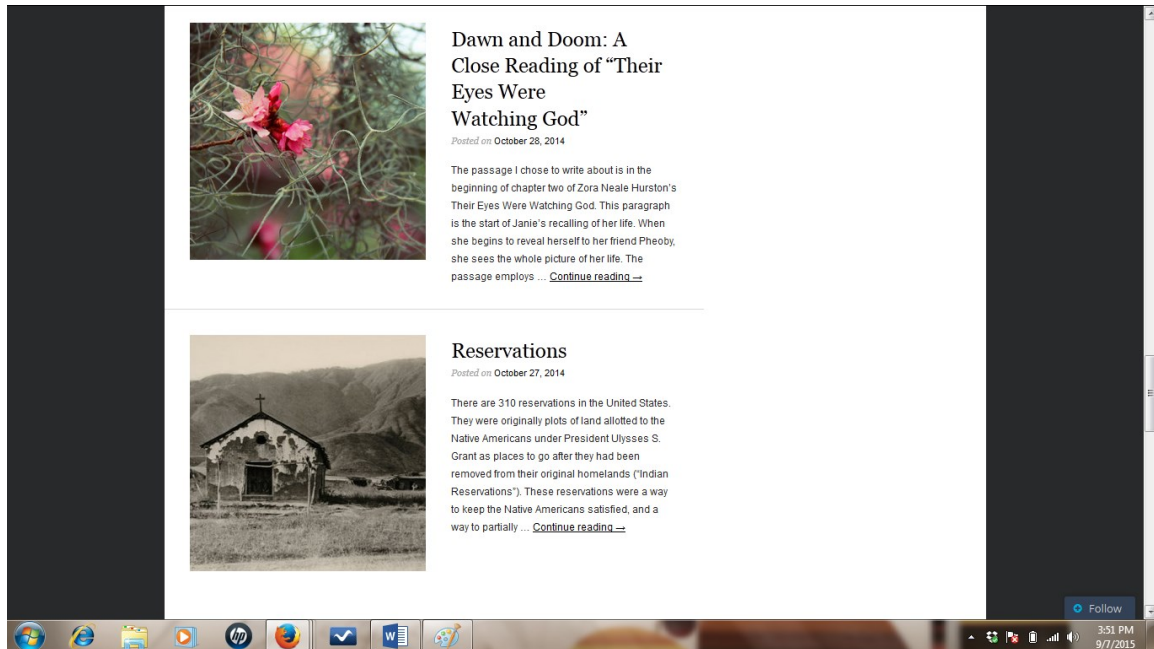 Dawn and Doom: A
Close Reading of “Their
Eyes Were
Watching God”
Posted on October 28, 2014
The passage I chose to write about is in the
beginning of chapter two of Zora Neale Hurston’s
Their Eyes Were Watching God. This paragraph
is the start of Janie’s recalling of her life. When
she begins to reveal herself to her friend Pheoby,
she sees the whole picture of her life. The
passage employs … Continue reading →
Reservations
Posted on October 27, 2014
There are 310 reservations in the United States.
They were originally plots of land allotted to the
Native Americans under President Ulysses S.
Grant as places to go after they had been
removed from their original homelands (“Indian
Reservations”). These reservations were a way
to keep the Native Americans satisfied, and a
way to partially … Continue reading →
Follow
hp
W
3:51 PM
9/7/2015